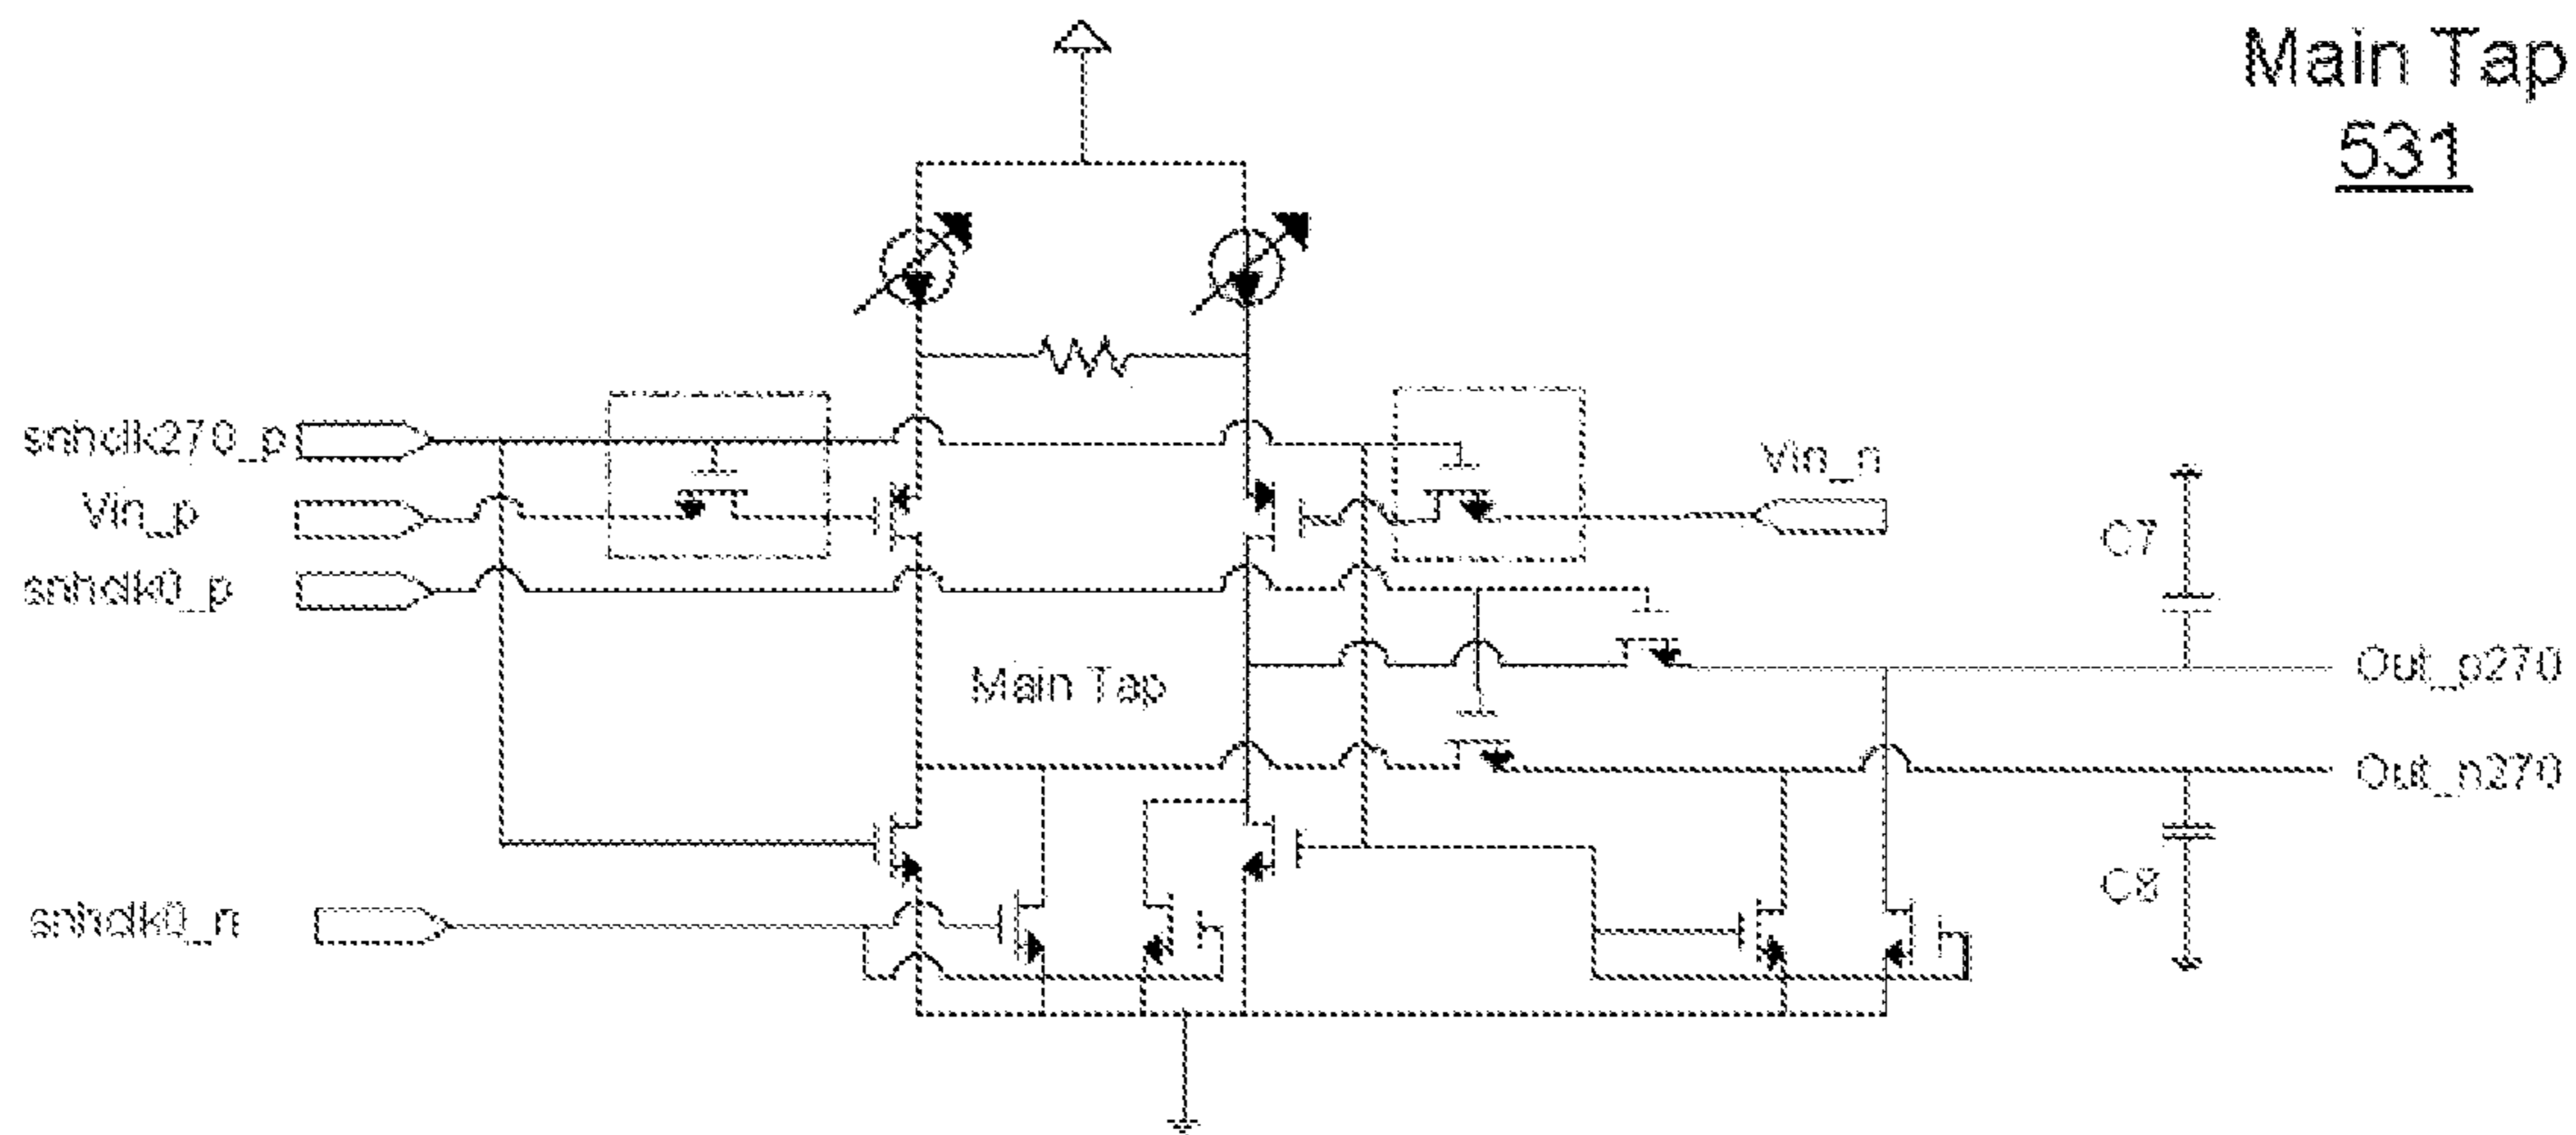 Main Tap
531
snhclk270_p
Vin_n
Vin_p
C7
snhclk0_p
Main Tap
Out_p270
Out_n270
C8
snhclk0_n